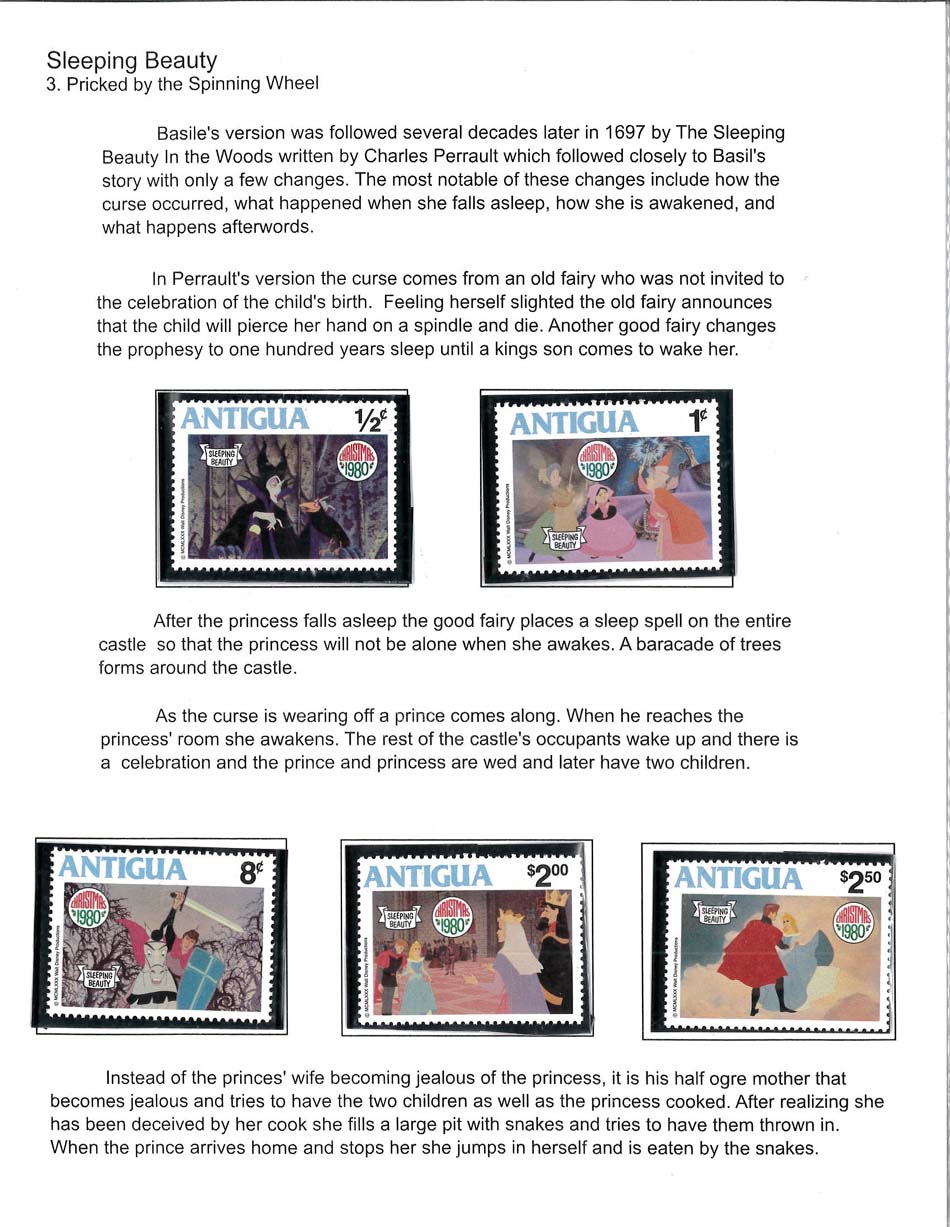 Sleeping Beauty
3. Pricked by the Spinning Wheel
Basile's version was followed several decades later in 1697 by The Sleeping
Beauty In the Woods written by Charles Perrault which followed closely to Basil's
story with only a few changes. The most notable of these changes include how the
curse occurred, what happened when she falls asleep, how she is awakened, and
what happens afterwords.
In Perrault's version the curse comes from an old fairy who was not invited to
the celebration of the child's birth. Feeling herself slighted the old fairy announces
that the child will pierce her hand on a spindle and die. Another good fairy changes
the prophesy to one hundred years sleep until a kings son comes to wake her.
ANTIGUA 1/2¢
SLEEPING
BEAUTY
CHRISTMAS
1980
© MCMLXXX Walt Disney Productions
ANTIGUA 1¢
CHRISTMAS
1980
SLEEPING
BEAUTY
© MCMLXXX Walt Disney Productions
After the princess falls asleep the good fairy places a sleep spell on the entire
castle so that the princess will not be alone when she awakes. A baracade of trees
forms around the castle.
As the curse is wearing off a prince comes along. When he reaches the
princess' room she awakens. The rest of the castle's occupants wake up and there is
a celebration and the prince and princess are wed and later have two children.
ANTIGUA 8¢
CHRISTMAS
1980
SLEEPING
BEAUTY
© MCMLXXX Walt Disney Productions
ANTIGUA $2.00
SLEEPING
BEAUTY
CHRISTMAS
1980
© MCMLXXX Walt Disney Productions
ANTIGUA $2.50
SLEEPING
BEAUTY
CHRISTMAS
1980
© MCMLXXX Walt Disney Productions
Instead of the princes' wife becoming jealous of the princess, it is his half ogre mother that
becomes jealous and tries to have the two children as well as the princess cooked. After realizing she
has been deceived by her cook she fills a large pit with snakes and tries to have them thrown in.
When the prince arrives home and stops her she jumps in herself and is eaten by the snakes.